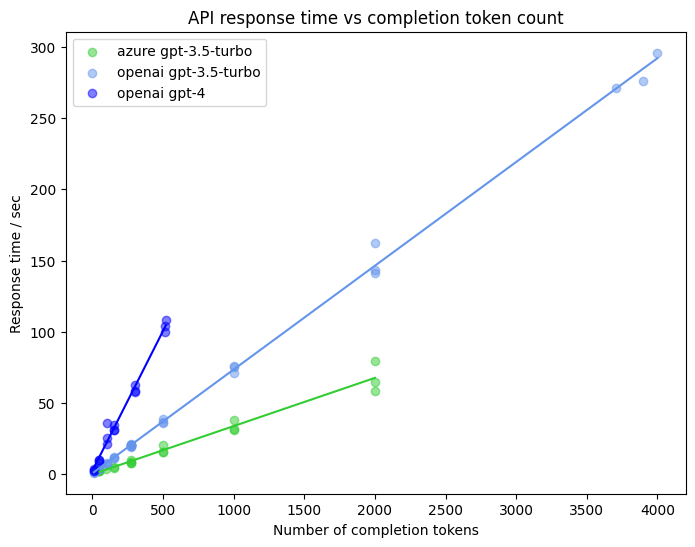 API response time vs completion token count
azure gpt-3.5-turbo
openai gpt-3.5-turbo
openai gpt-4
Response time / sec
300
250
200
150
100
50
0
0 500 1000 1500 2000 2500 3000 3500 4000
Number of completion tokens